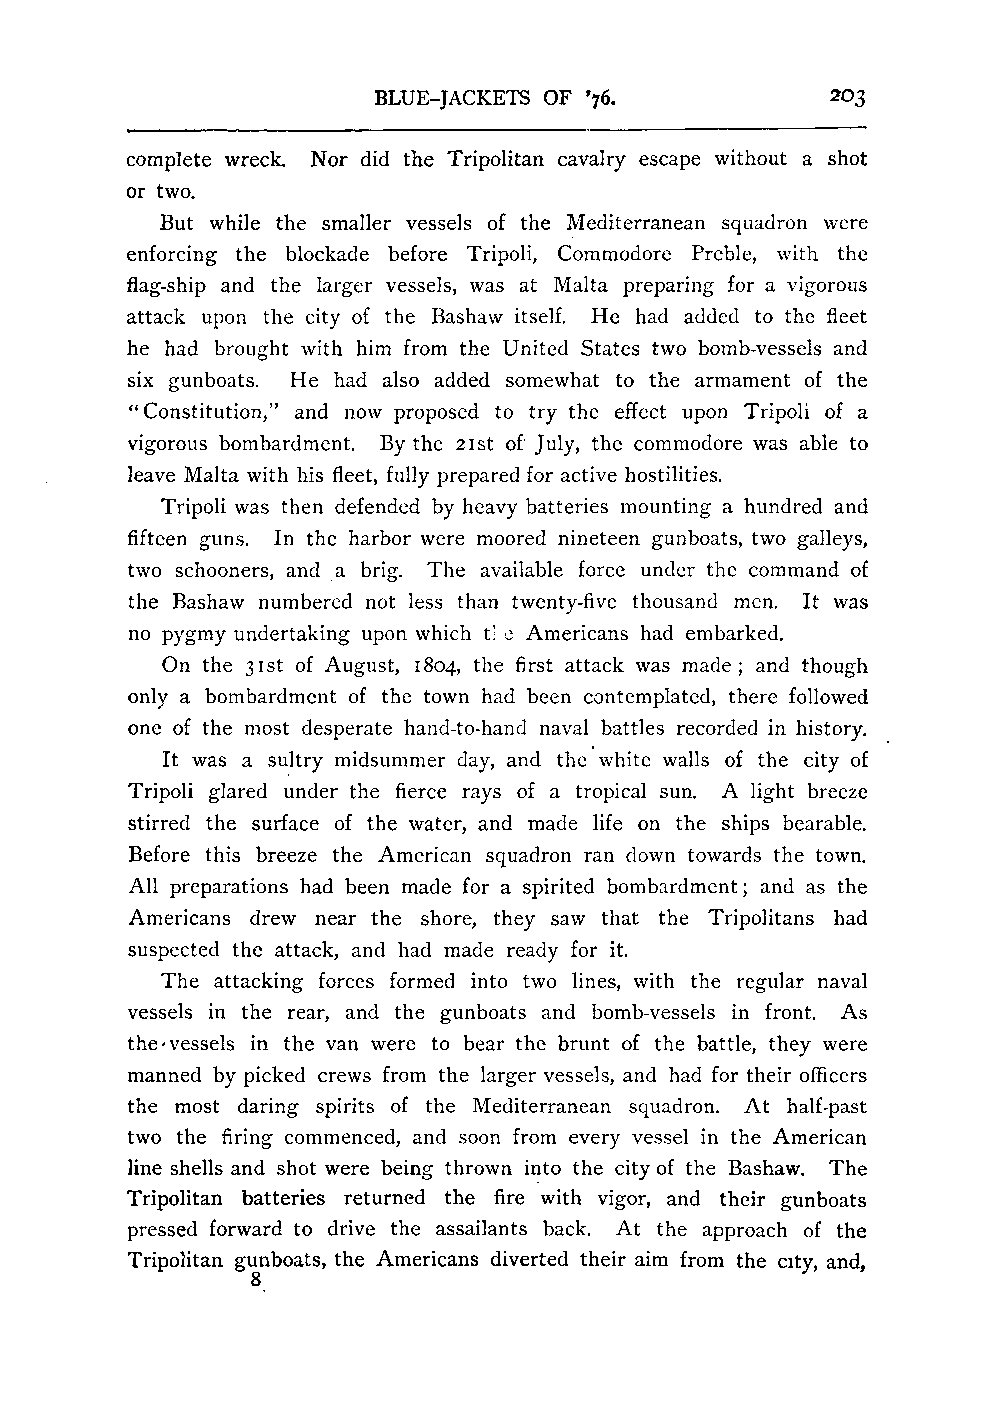 BLUE-JACKETS OF '76. 203
complete wreck. Nor did the Tripolitan cavalry escape without a shot
or two.
But while the smaller vessels of the Mediterranean squadron were
enforcing the blockade before Tripoli, Commodore Preble, with the
flag-ship and the larger vessels, was at Malta preparing for a vigorous
attack upon the city of the Bashaw itself. He had added to the fleet
he had brought with him from the United States two bomb-vessels and
six gunboats. He had also added somewhat to the armament of the
"Constitution," and now proposed to try the effect upon Tripoli of a
vigorous bombardment. By the 21st of July, the commodore was able to
leave Malta with his fleet, fully prepared for active hostilities.
Tripoli was then defended by heavy batteries mounting a hundred and
fifteen guns. In the harbor were moored nineteen gunboats, two galleys,
two schooners, and a brig. The available force under the command of
the Bashaw numbered not less than twenty-five thousand men. It was
no pygmy undertaking upon which the Americans had embarked.
On the 31st of August, 1804, the first attack was made; and though
only a bombardment of the town had been contemplated, there followed
one of the most desperate hand-to-hand naval battles recorded in history.
It was a sultry midsummer day, and the white walls of the city of
Tripoli glared under the fierce rays of a tropical sun. A light breeze
stirred the surface of the water, and made life on the ships bearable.
Before this breeze the American squadron ran down towards the town.
All preparations had been made for a spirited bombardment; and as the
Americans drew near the shore, they saw that the Tripolitans had
suspected the attack, and had made ready for it.
The attacking forces formed into two lines, with the regular naval
vessels in the rear, and the gunboats and bomb-vessels in front. As
the vessels in the van were to bear the brunt of the battle, they were
manned by picked crews from the larger vessels, and had for their officers
the most daring spirits of the Mediterranean squadron. At half-past
two the firing commenced, and soon from every vessel in the American
line shells and shot were being thrown into the city of the Bashaw. The
Tripolitan batteries returned the fire with vigor, and their gunboats
pressed forward to drive the assailants back. At the approach of the
Tripolitan gunboats, the Americans diverted their aim from the city, and,
8